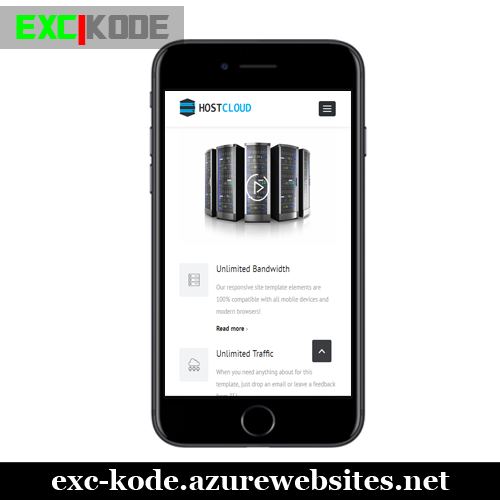 EXC|KODE
HOSTCLOUD
Unlimited Bandwidth
Our responsive site template elements are
100% compatible with all mobile devices and
modern browsers!
Read more ›
Unlimited Traffic
When you need anything about for this
template, just drop an email or leave a feedback
exc-kode.azurewebsites.net